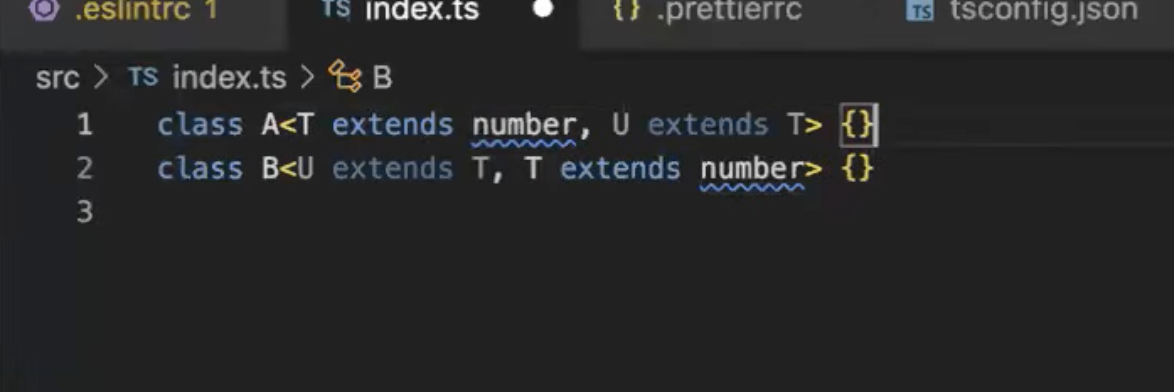 .eslintrc 1 TS index.ts {} .prettierrc TS tsconfig.json
src > TS index.ts > B
1 class A<T extends number, U extends T> {}
2 class B<U extends T, T extends number> {}
3